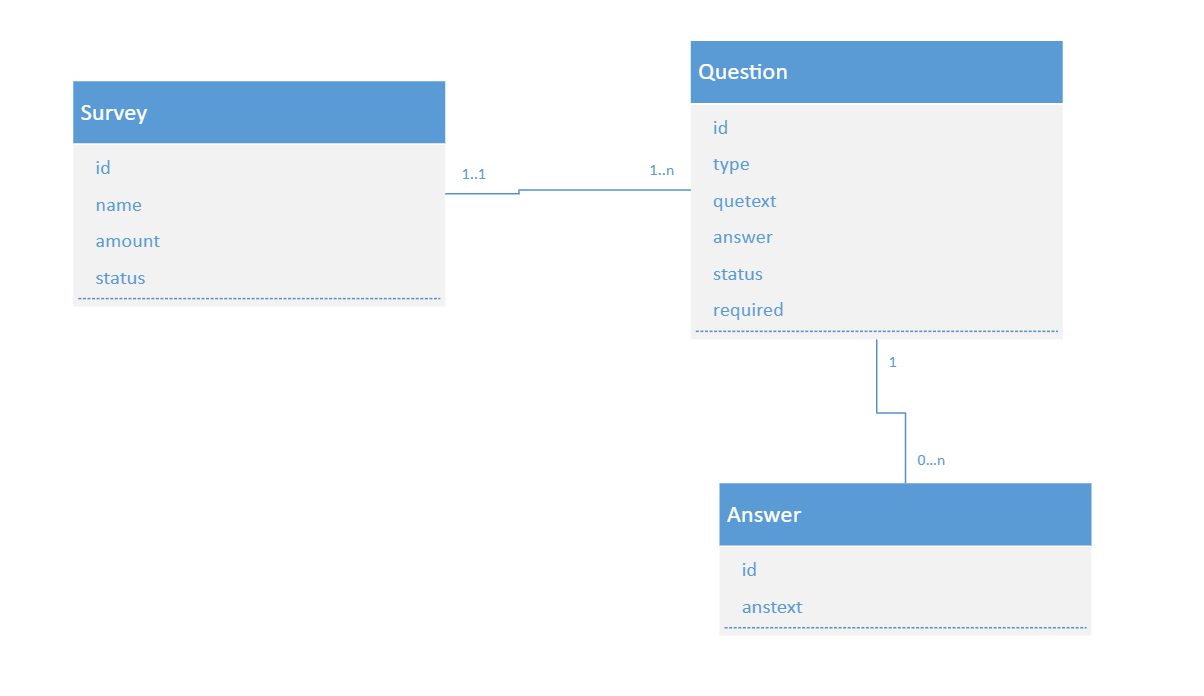 Survey
id
name
amount
status
1..1
1..n
Question
id
type
quetext
answer
status
required
1
0...n
Answer
id
anstext